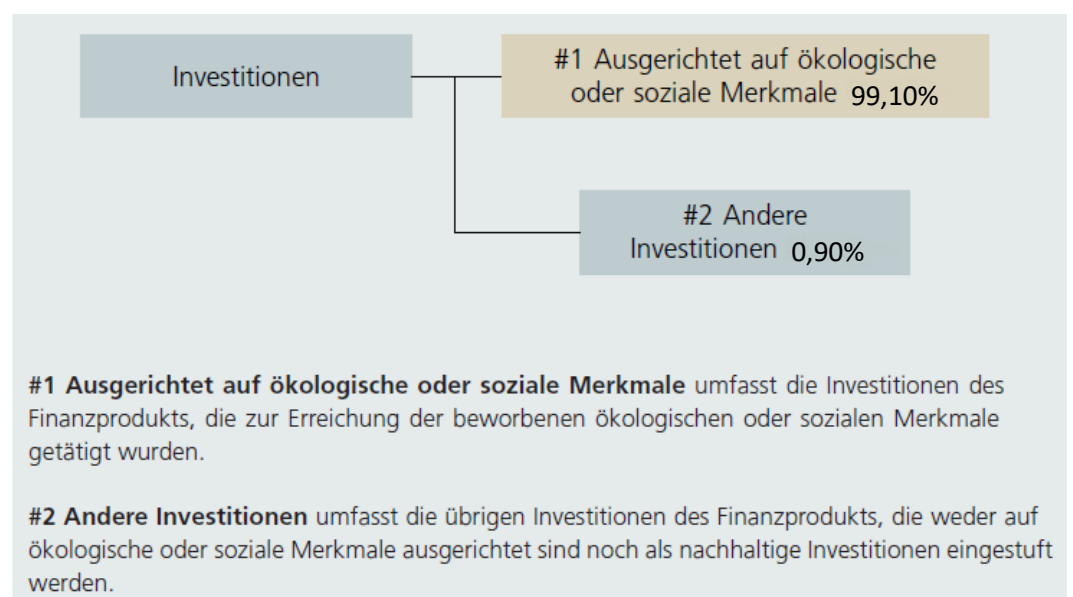 Investitionen
#1 Ausgerichtet auf ökologische
oder soziale Merkmale 99,10%
#2 Andere
Investitionen 0,90%
#1 Ausgerichtet auf ökologische oder soziale Merkmale umfasst die Investitionen des
Finanzprodukts, die zur Erreichung der beworbenen ökologischen oder sozialen Merkmale
getätigt wurden.
#2 Andere Investitionen umfasst die übrigen Investitionen des Finanzprodukts, die weder auf
ökologische oder soziale Merkmale ausgerichtet sind noch als nachhaltige Investitionen eingestuft
werden.